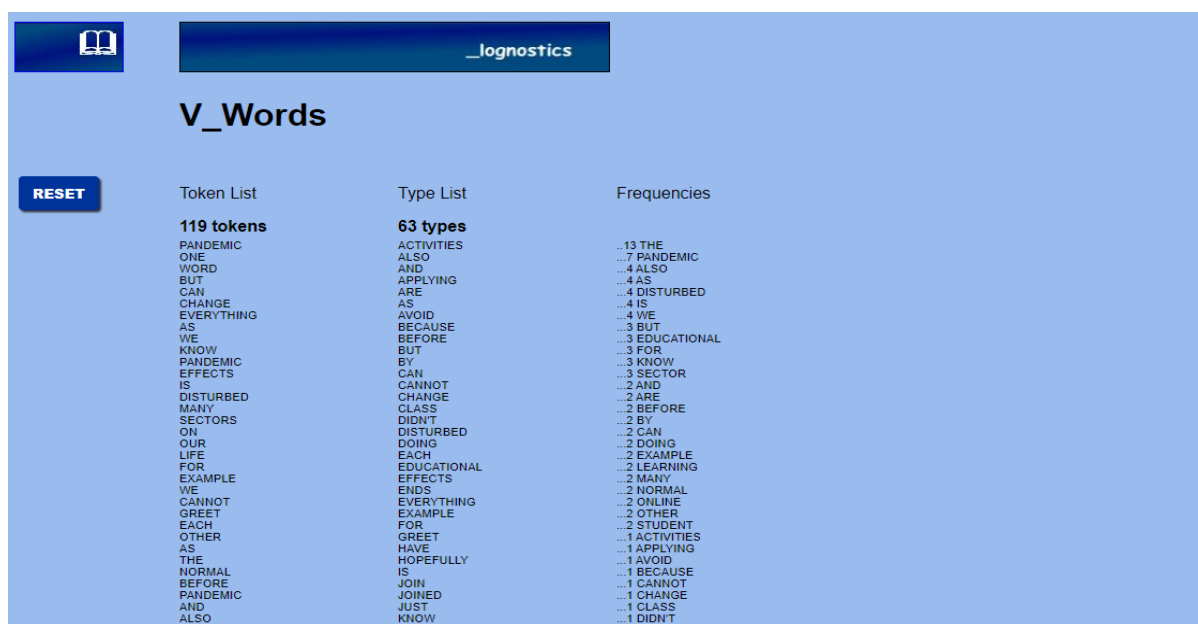 _lognostics
V_Words
RESET
Token List Type List Frequencies
119 tokens 63 types
PANDEMIC ACTIVITIES ..13 THE
ONE ALSO ...7 PANDEMIC
WORD AND ...4 ALSO
BUT APPLYING ...4 AS
CAN ARE ...4 DISTURBED
CHANGE AS ...4 IS
EVERYTHING AVOID ...4 WE
AS BECAUSE ...3 BUT
WE BEFORE ...3 EDUCATIONAL
KNOW BUT ...3 FOR
PANDEMIC BY ...3 KNOW
EFFECTS CAN ...3 SECTOR
IS CANNOT ...2 AND
DISTURBED CHANGE ...2 ARE
MANY CLASS ...2 BEFORE
SECTORS DIDN'T ...2 BY
ON DISTURBED ...2 CAN
OUR DOING ...2 DOING
LIFE EACH ...2 EXAMPLE
FOR EDUCATIONAL ...2 LEARNING
EXAMPLE EFFECTS ...2 MANY
WE ENDS ...2 NORMAL
CANNOT EVERYTHING ...2 ONLINE
GREET EXAMPLE ...2 OTHER
EACH FOR ...2 STUDENT
OTHER GREET ...1 ACTIVITIES
AS HAVE ...1 APPLYING
THE HOPEFULLY ...1 AVOID
NORMAL IS ...1 BECAUSE
BEFORE JOIN ...1 CANNOT
PANDEMIC JOINED ...1 CHANGE
AND JUST ...1 CLASS
ALSO KNOW ...1 DIDN'T